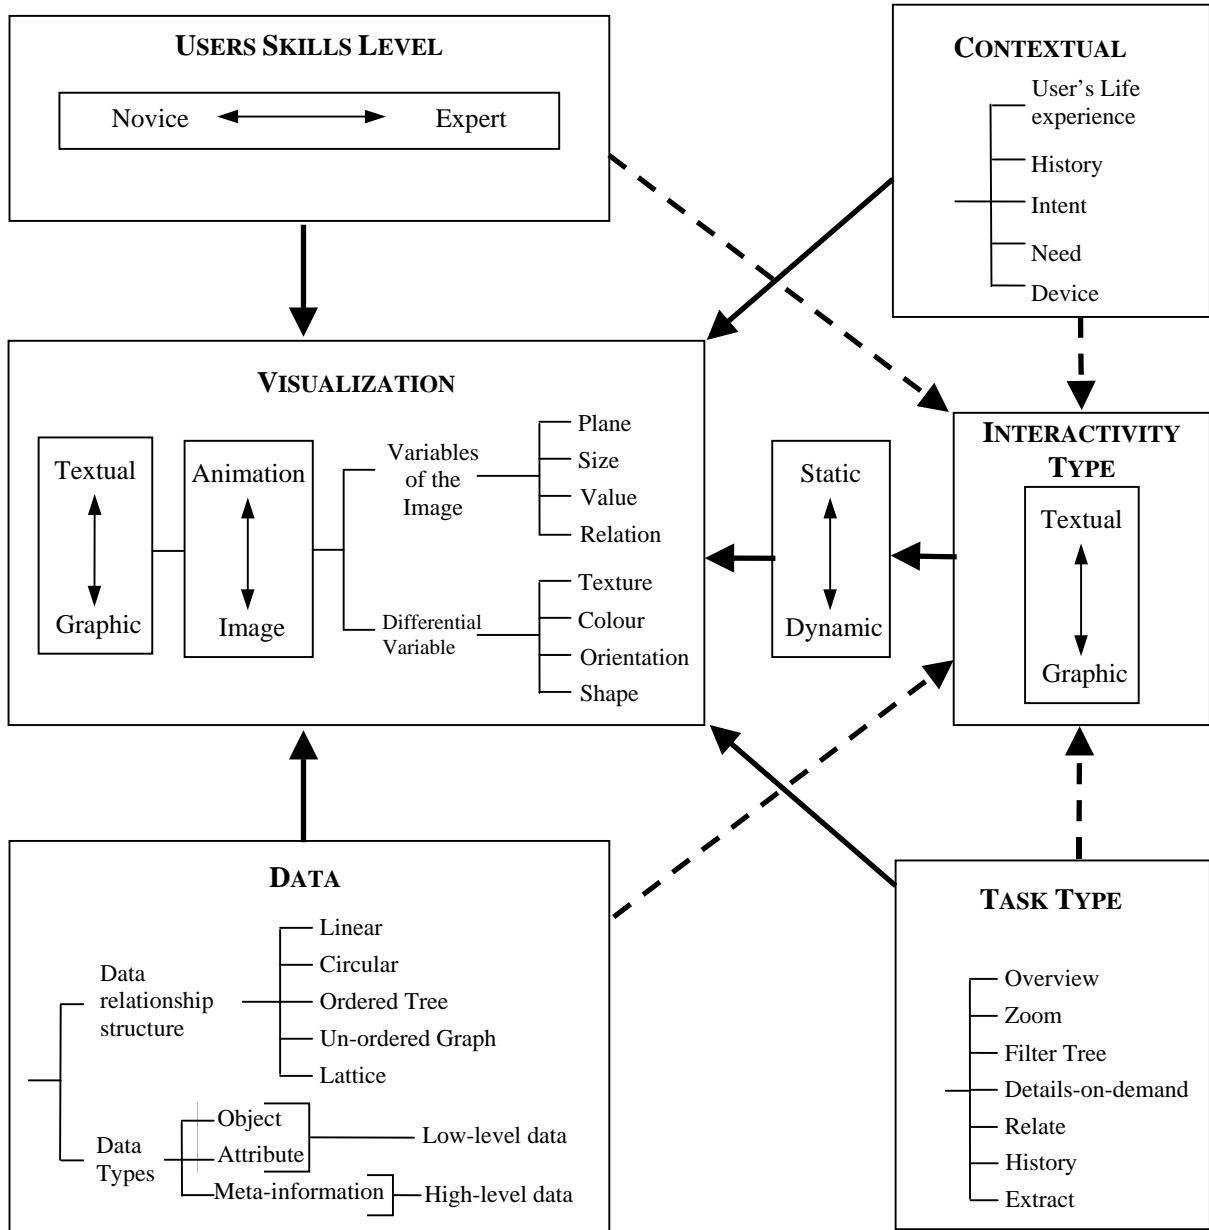 USERS SKILLS LEVEL
Novice Expert
CONTEXTUAL
User's Life
experience
History
Intent
Need
Device
VISUALIZATION
Textual
Graphic
Animation
Image
Variables
of the
Image
Plane
Size
Value
Relation
Differential
Variable
Texture
Colour
Orientation
Shape
Static
Dynamic
INTERACTIVITY
TYPE
Textual
Graphic
DATA
Data
relationship
structure
Linear
Circular
Ordered Tree
Un-ordered Graph
Lattice
Data
Types
Object
Attribute
Low-level data
Meta-information
High-level data
TASK TYPE
Overview
Zoom
Filter Tree
Details-on-demand
Relate
History
Extract